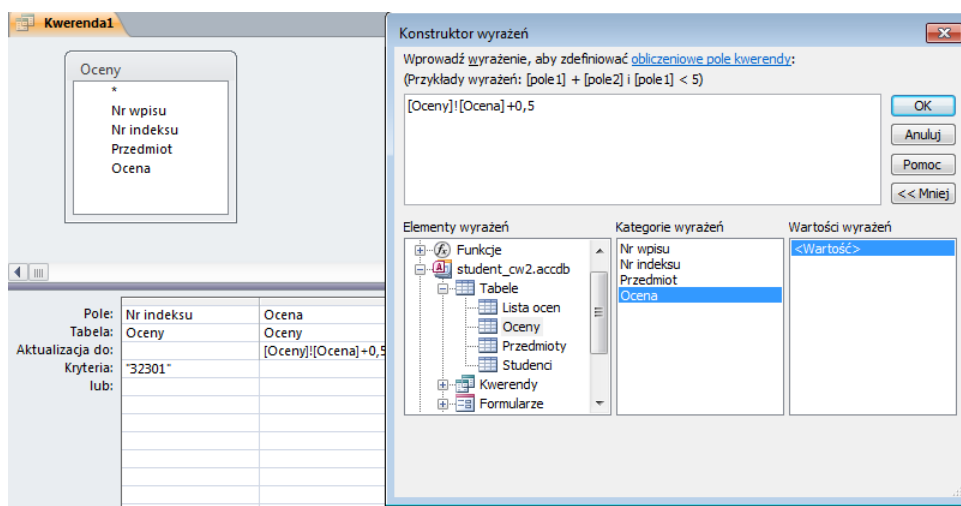 Kwerenda1
Oceny
*
Nr wpisu
Nr indeksu
Przedmiot
Ocena
Pole: Nr indeksu Ocena
Tabela: Oceny Oceny
Aktualizacja do: [Oceny]![Ocena]+0,5
Kryteria: "32301"
lub:
Konstruktor wyrażeń
Wprowadź wyrażenie, aby zdefiniować obliczeniowe pole kwerendy:
(Przykłady wyrażeń: [pole1] + [pole2] i [pole1] < 5)
[Oceny]![Ocena]+0,5
OK
Anuluj
Pomoc
<< Mniej
Elementy wyrażeń
Funkcje
student_cw2.accdb
Tabele
Lista ocen
Oceny
Przedmioty
Studenci
Kwerendy
Formularze
Kategorie wyrażeń
Nr wpisu
Nr indeksu
Przedmiot
Ocena
Wartości wyrażeń
<Wartość>